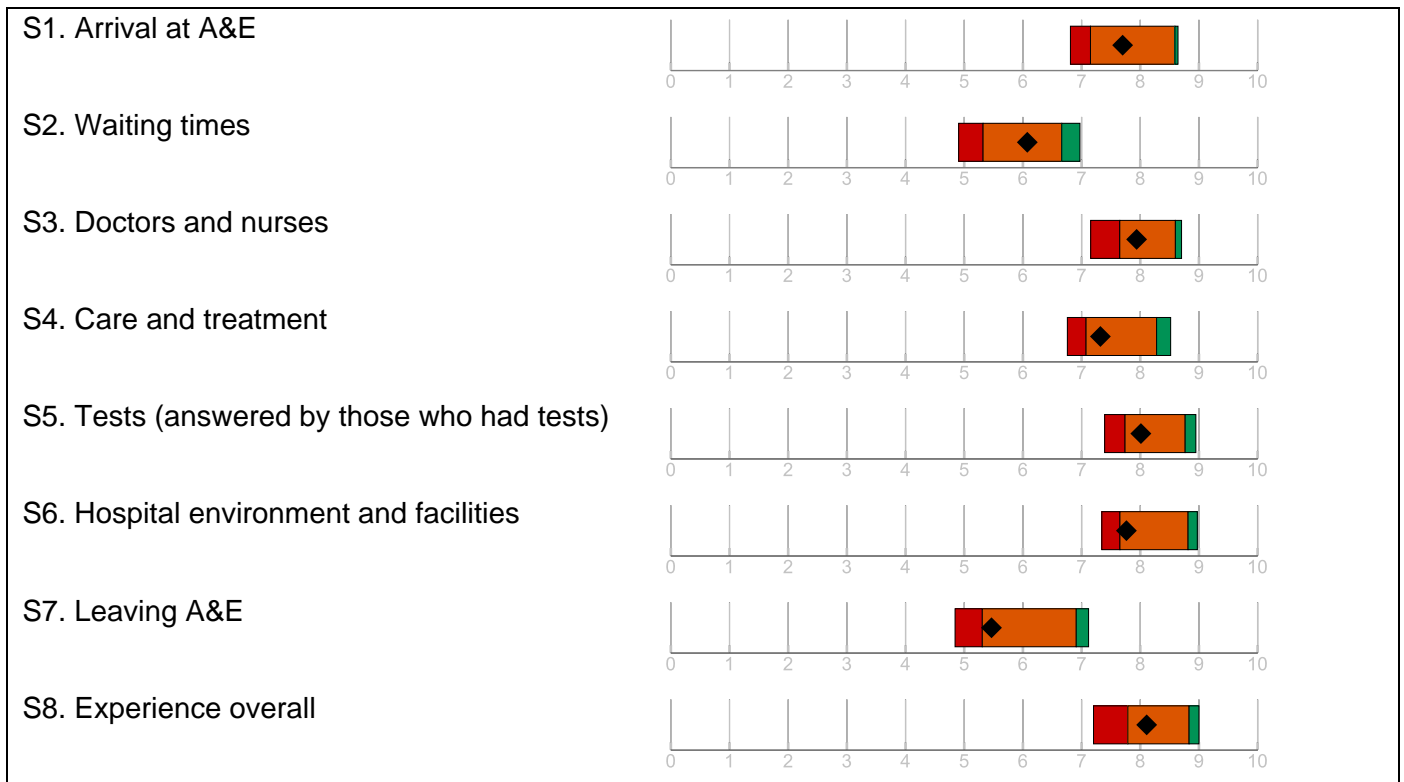 S1. Arrival at A&E
0 1 2 3 4 5 6 7 8 9 10
S2. Waiting times
0 1 2 3 4 5 6 7 8 9 10
S3. Doctors and nurses
0 1 2 3 4 5 6 7 8 9 10
S4. Care and treatment
0 1 2 3 4 5 6 7 8 9 10
S5. Tests (answered by those who had tests)
0 1 2 3 4 5 6 7 8 9 10
S6. Hospital environment and facilities
0 1 2 3 4 5 6 7 8 9 10
S7. Leaving A&E
0 1 2 3 4 5 6 7 8 9 10
S8. Experience overall
0 1 2 3 4 5 6 7 8 9 10